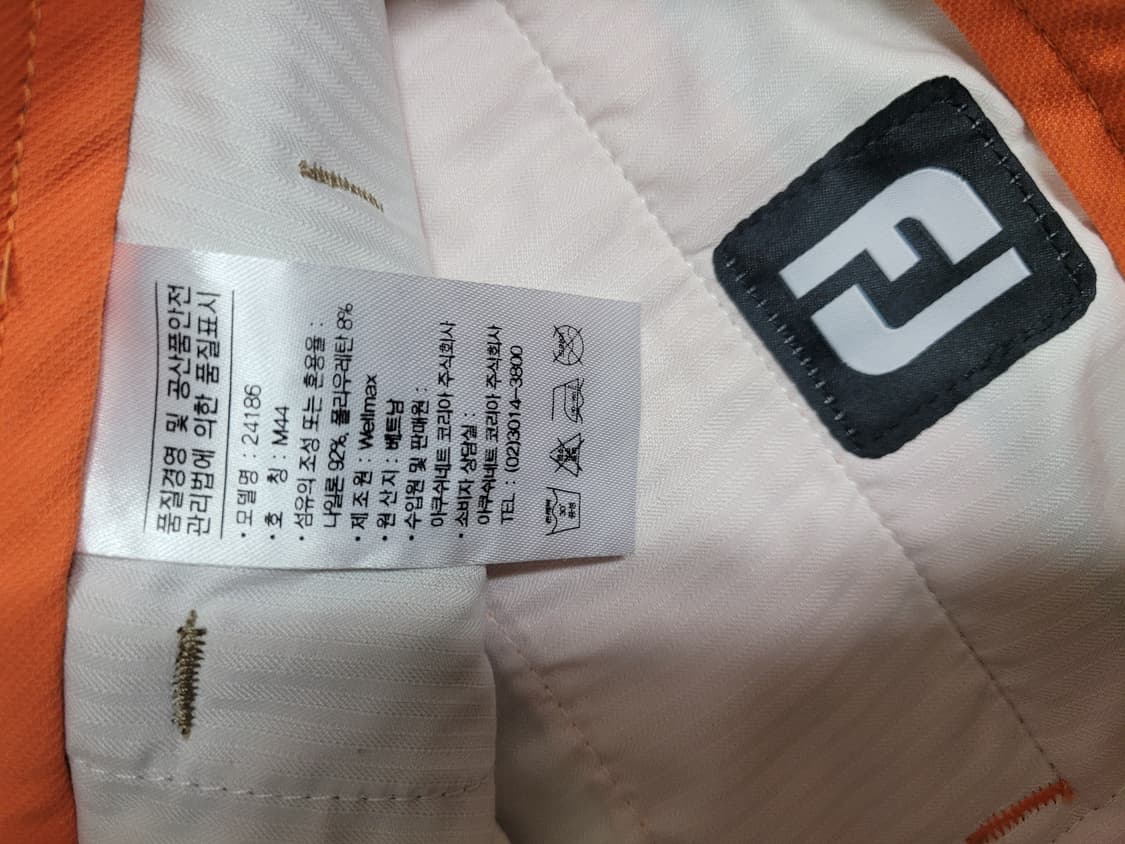 품질경영 및 공산품안전
관리법에 의한 품질표시
• 모델명 : 24186
• 호 칭 : M44
• 섬유의 조성 또는 혼용율 :
나일론 92%, 폴리우레탄 8%
• 제 조 원 : Wellmax
• 원 산 지 : 베트남
• 수입원 및 판매원 :
아쿠쉬네트 코리아 주식회사
• 소비자 상담실 :
아쿠쉬네트 코리아 주식회사
TEL : (02)3014-3800
30°
중성
FJ